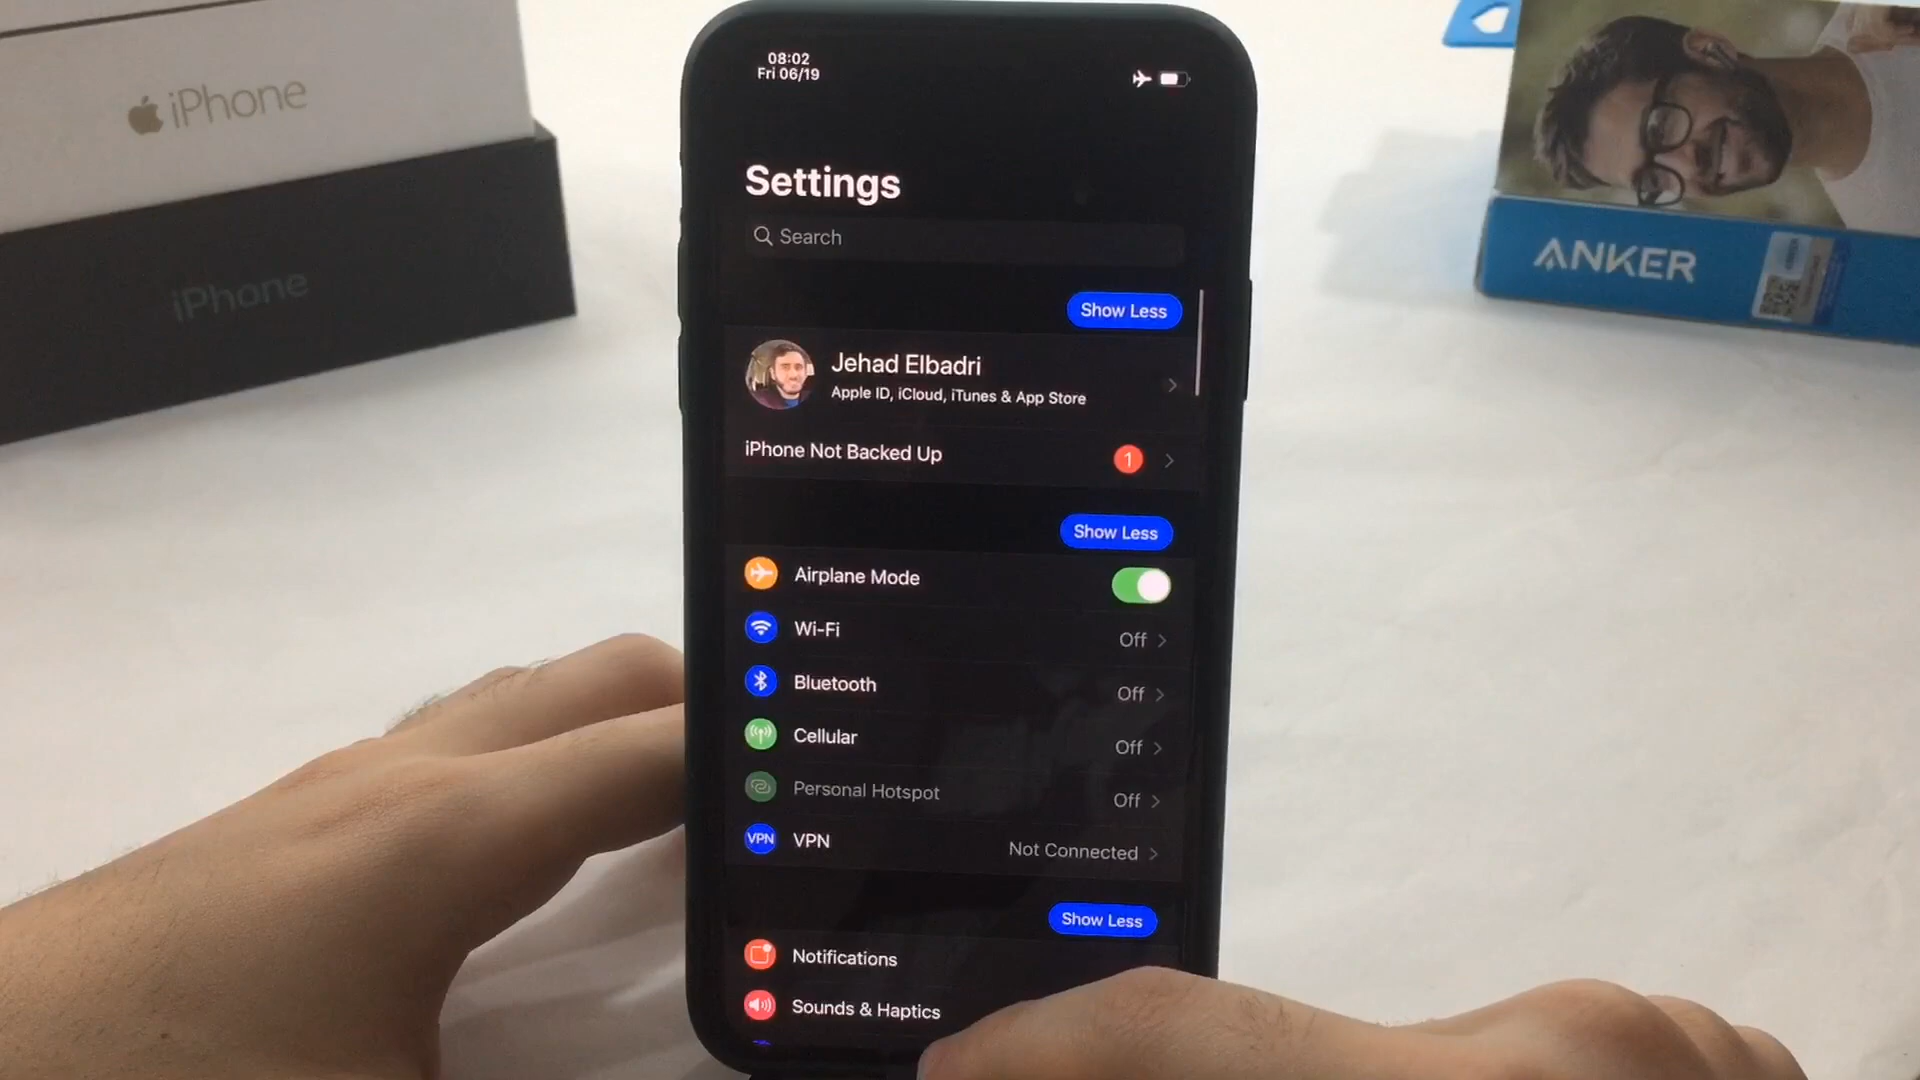 iPhone
iPhone
ANKER
08:02
Fri 06/19
Settings
Search
Show Less
Jehad Elbadri
Apple ID, iCloud, iTunes & App Store
iPhone Not Backed Up
1
Show Less
Airplane Mode
Wi-Fi
Off
Bluetooth
Off
Cellular
Off
Personal Hotspot
Off
VPN
VPN
Not Connected
Show Less
Notifications
Sounds & Haptics